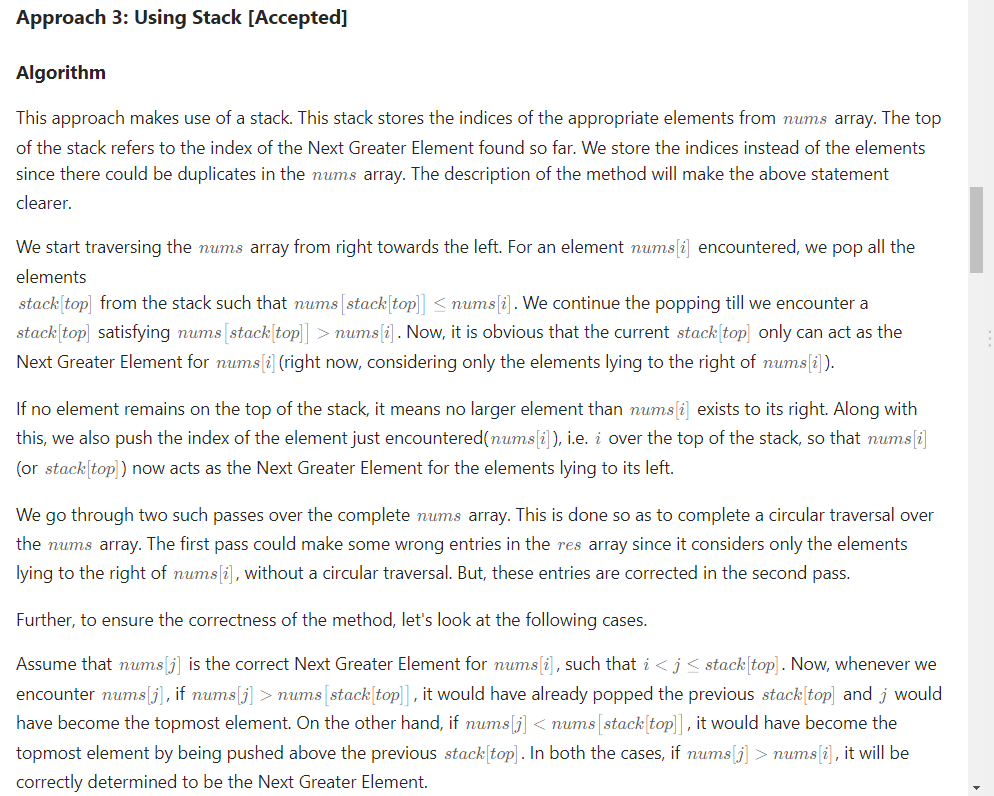 Approach 3: Using Stack [Accepted]
Algorithm
This approach makes use of a stack. This stack stores the indices of the appropriate elements from nums array. The top
of the stack refers to the index of the Next Greater Element found so far. We store the indices instead of the elements
since there could be duplicates in the nums array. The description of the method will make the above statement
clearer.
We start traversing the nums array from right towards the left. For an element nums[i] encountered, we pop all the
elements
stack[top] from the stack such that nums[stack[top]] ≤ nums[i]. We continue the popping till we encounter a
stack[top] satisfying nums[stack[top]] > nums[i]. Now, it is obvious that the current stack[top] only can act as the
Next Greater Element for nums[i](right now, considering only the elements lying to the right of nums[i]).
If no element remains on the top of the stack, it means no larger element than nums[i] exists to its right. Along with
this, we also push the index of the element just encountered(nums[i]), i.e. i over the top of the stack, so that nums[i]
(or stack[top]) now acts as the Next Greater Element for the elements lying to its left.
We go through two such passes over the complete nums array. This is done so as to complete a circular traversal over
the nums array. The first pass could make some wrong entries in the res array since it considers only the elements
lying to the right of nums[i], without a circular traversal. But, these entries are corrected in the second pass.
Further, to ensure the correctness of the method, let's look at the following cases.
Assume that nums[j] is the correct Next Greater Element for nums[i], such that i < j ≤ stack[top]. Now, whenever we
encounter nums[j], if nums[j] > nums[stack[top]], it would have already popped the previous stack[top] and j would
have become the topmost element. On the other hand, if nums[j] < nums[stack[top]], it would have become the
topmost element by being pushed above the previous stack[top]. In both the cases, if nums[j] > nums[i], it will be
correctly determined to be the Next Greater Element.